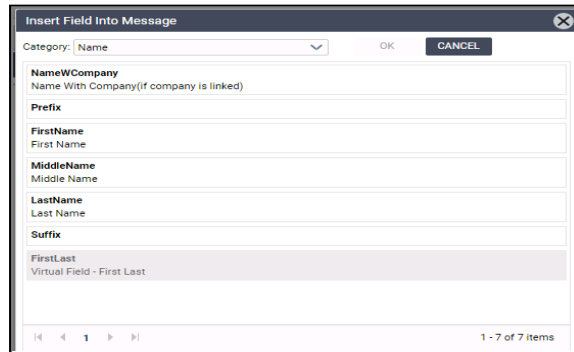 Insert Field Into Message
Category: Name OK CANCEL
NameWCompany
Name With Company(if company is linked)
Prefix
FirstName
First Name
MiddleName
Middle Name
LastName
Last Name
Suffix
FirstLast
Virtual Field - First Last
1 1 - 7 of 7 items